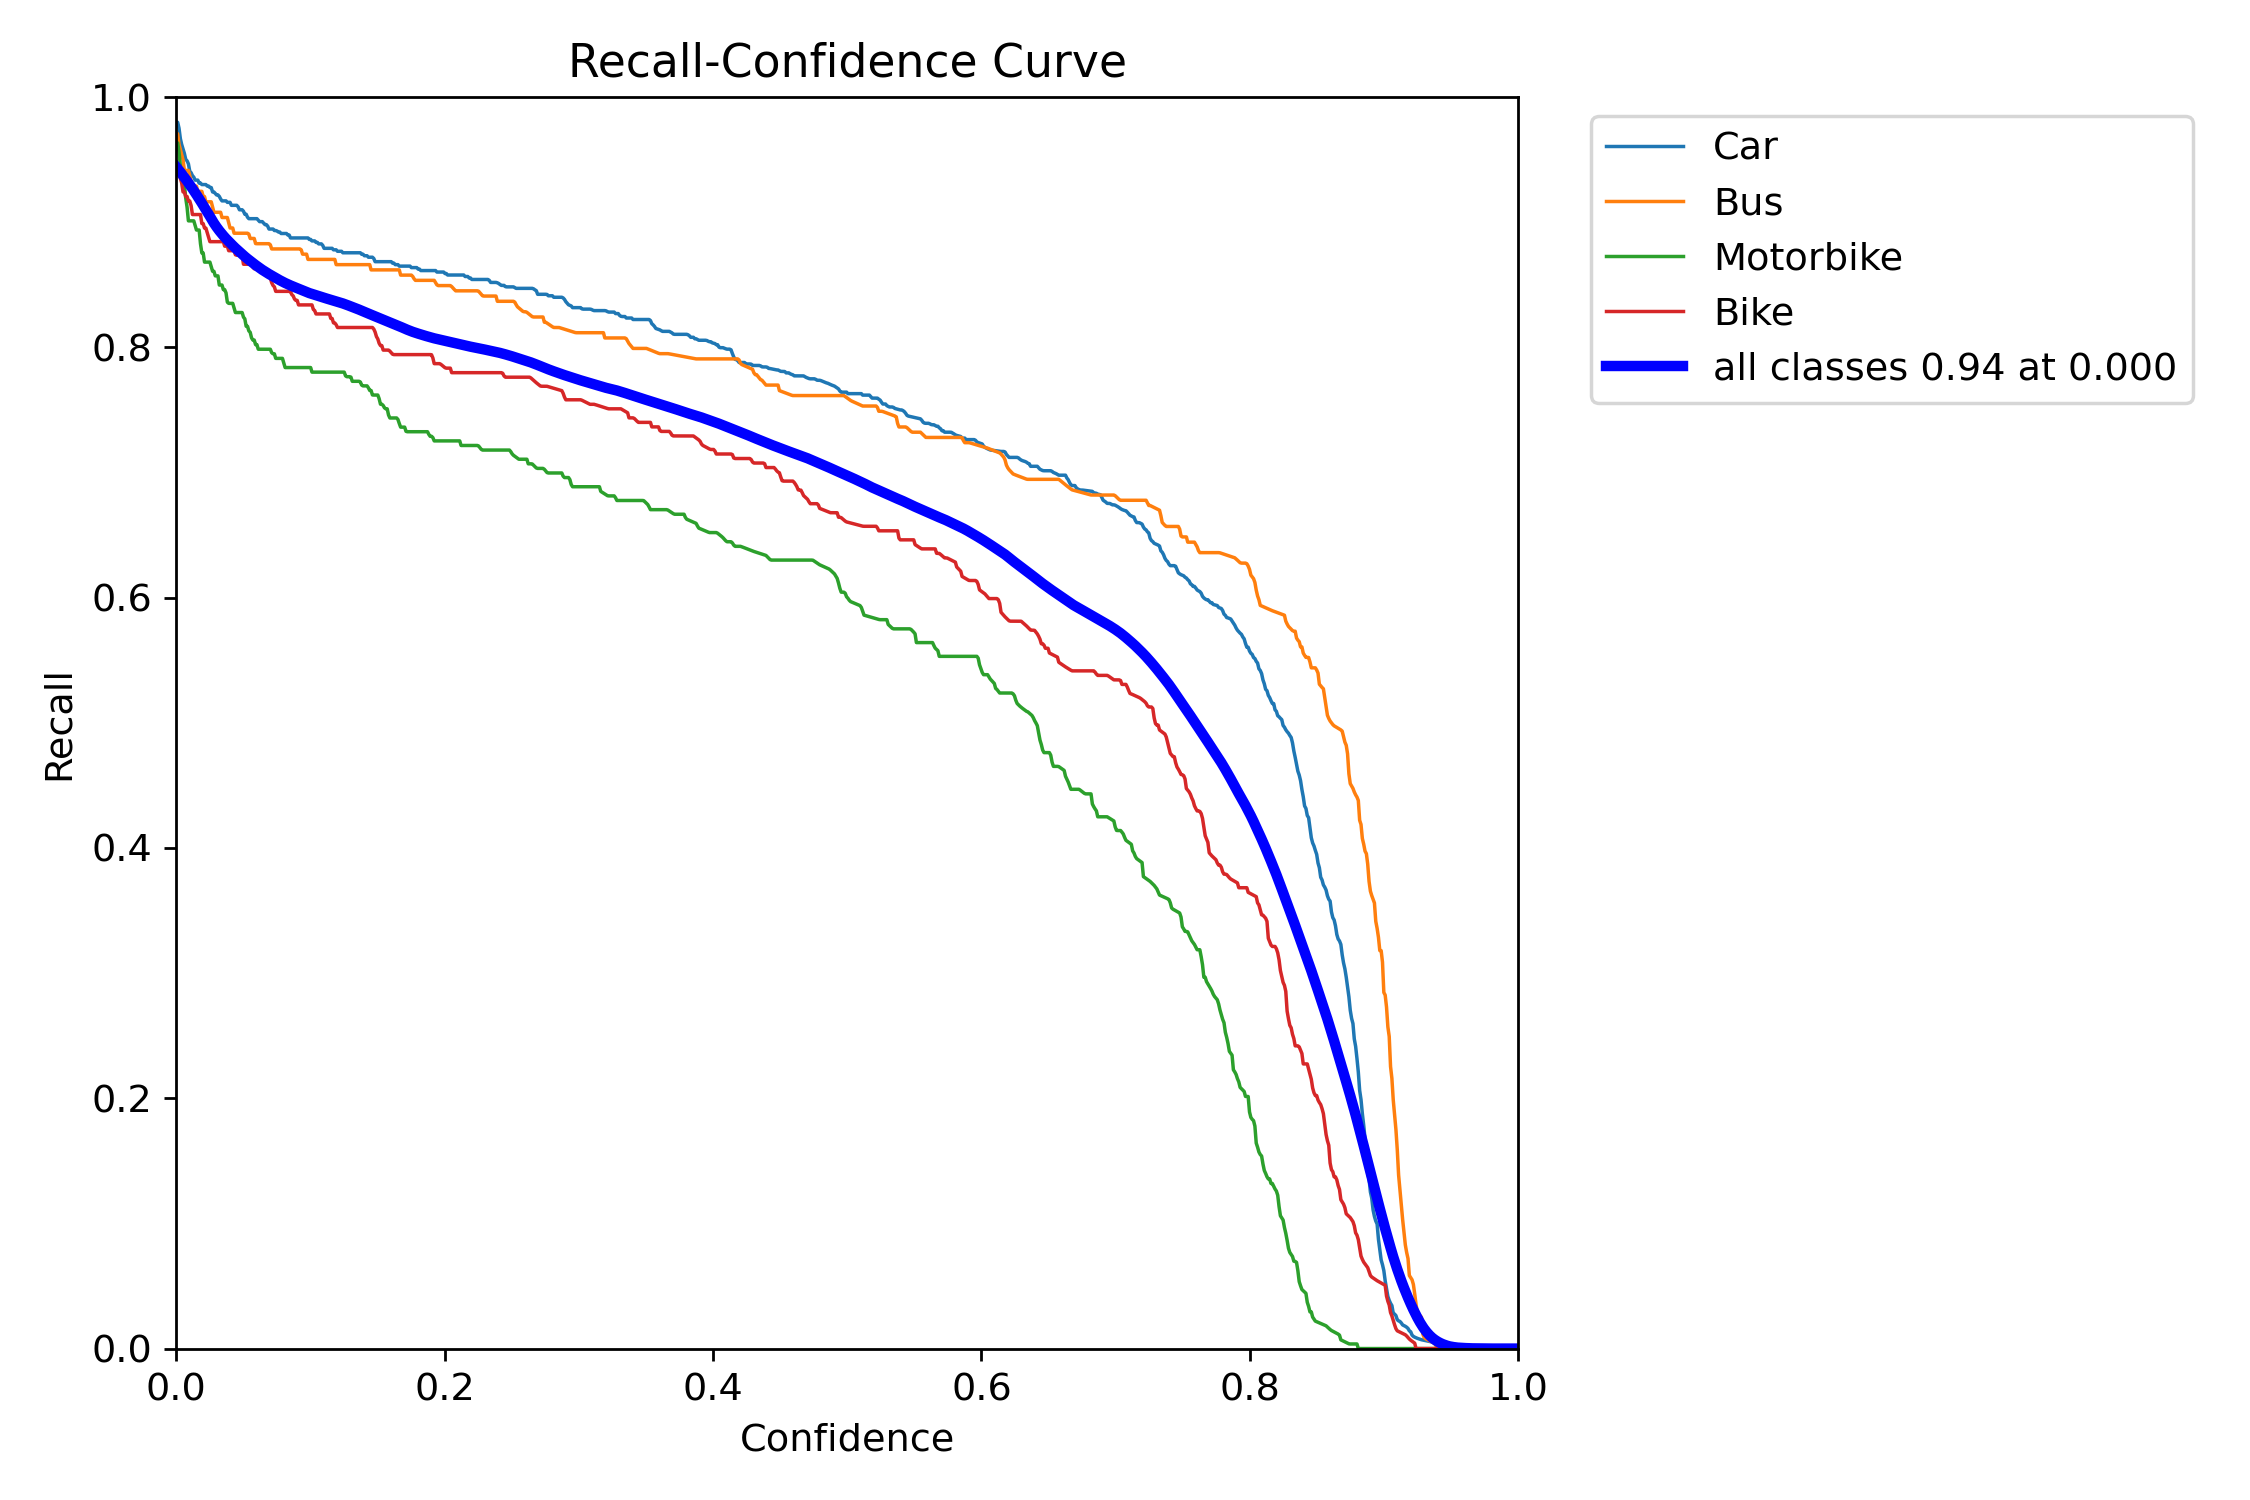 Recall-Confidence Curve
1.0
0.8
0.6
0.4
0.2
0.0
Recall
0.0 0.2 0.4 0.6 0.8 1.0
Confidence
Car
Bus
Motorbike
Bike
all classes 0.94 at 0.000